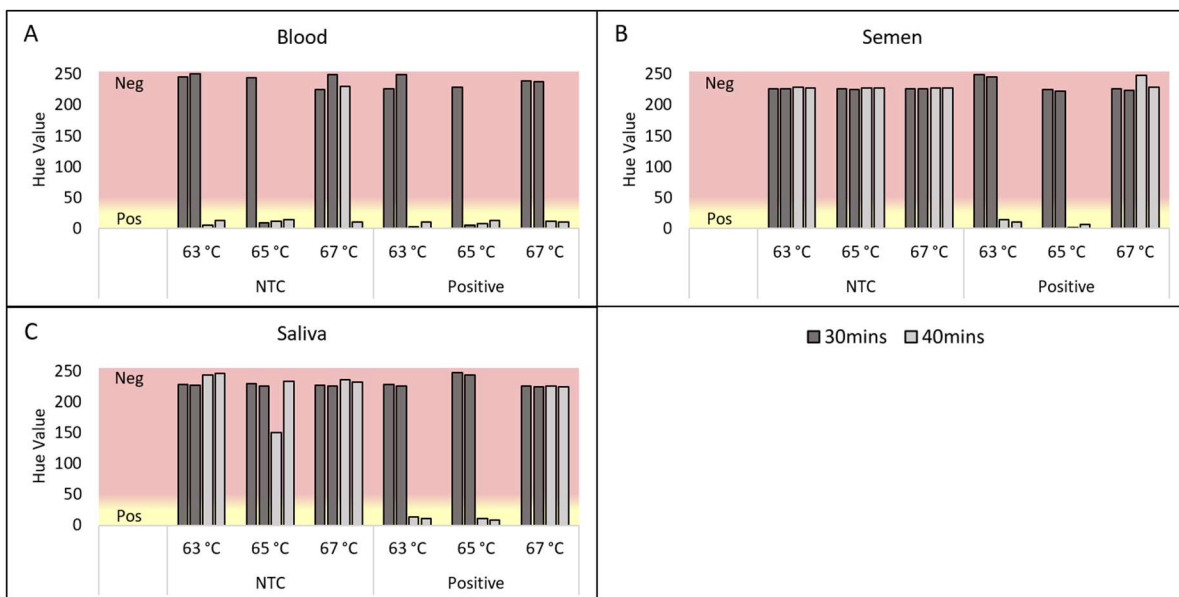 A
Blood
Hue Value
250
200
150
100
50
0
Neg
Pos
63 °C 65 °C 67 °C 63 °C 65 °C 67 °C
NTC Positive
B
Semen
Hue Value
250
200
150
100
50
0
Neg
Pos
63 °C 65 °C 67 °C 63 °C 65 °C 67 °C
NTC Positive
C
Saliva
Hue Value
250
200
150
100
50
0
Neg
Pos
63 °C 65 °C 67 °C 63 °C 65 °C 67 °C
NTC Positive
30mins 40mins